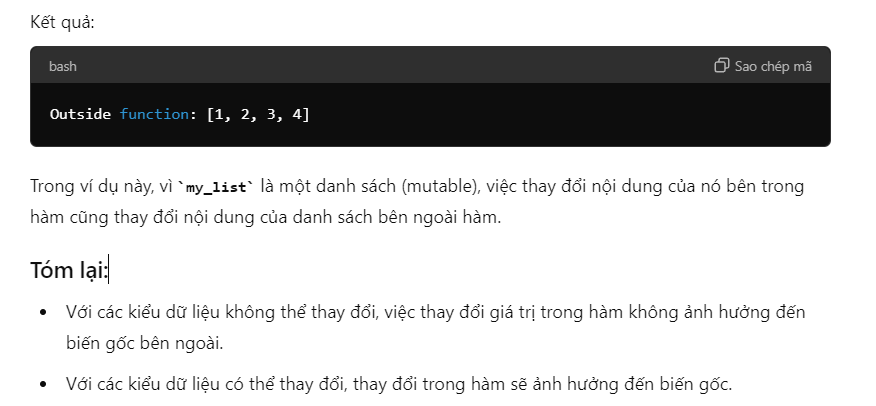 Kết quả:
bash
Sao chép mã
Outside function: [1, 2, 3, 4]
Trong ví dụ này, vì `my_list` là một danh sách (mutable), việc thay đổi nội dung của nó bên trong
hàm cũng thay đổi nội dung của danh sách bên ngoài hàm.
Tóm lại:
• Với các kiểu dữ liệu không thể thay đổi, việc thay đổi giá trị trong hàm không ảnh hưởng đến
biến gốc bên ngoài.
• Với các kiểu dữ liệu có thể thay đổi, thay đổi trong hàm sẽ ảnh hưởng đến biến gốc.